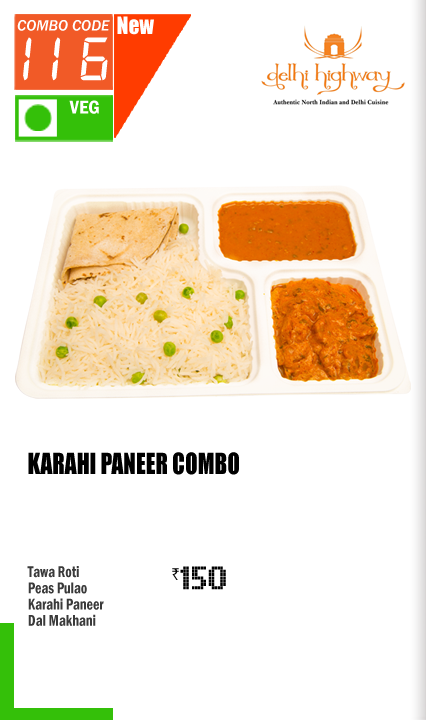 COMBO CODE
New
116
VEG
delhi highway
Authentic North Indian and Delhi Cuisine
KARAHI PANEER COMBO
Tawa Roti
₹150
Peas Pulao
Karahi Paneer
Dal Makhani